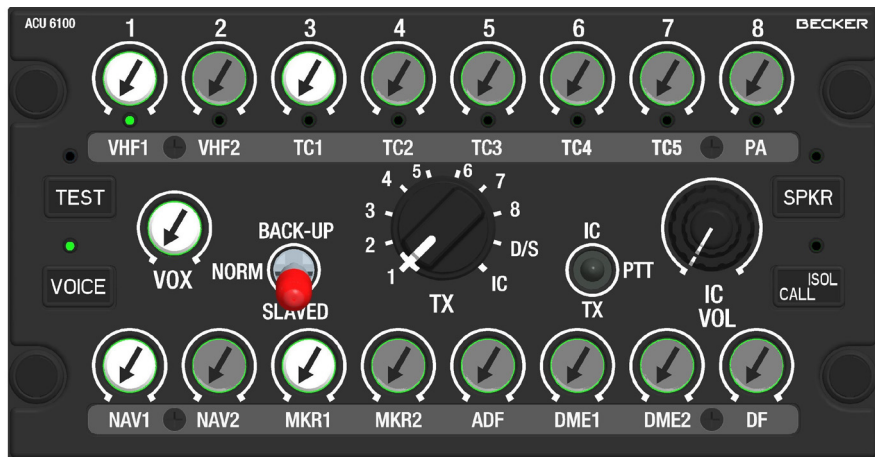 ACU 6100 1 2 3 4 5 6 7 8 BECKER
VHF1 VHF2 TC1 TC2 TC3 TC4 TC5 PA
TEST
VOICE
VOX
BACK-UP
NORM
SLAVED
1 2 3 4 5 6 7 8 D/S IC
TX
IC
PTT
TX
IC
VOL
SPKR
ISOL
CALL
NAV1 NAV2 MKR1 MKR2 ADF DME1 DME2 DF